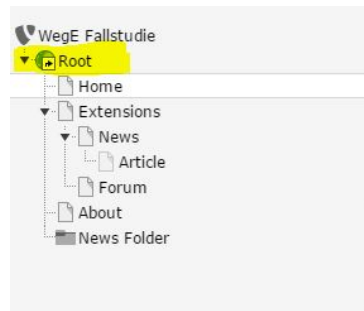 WegE Fallstudie
Root
Home
Extensions
News
Article
Forum
About
News Folder